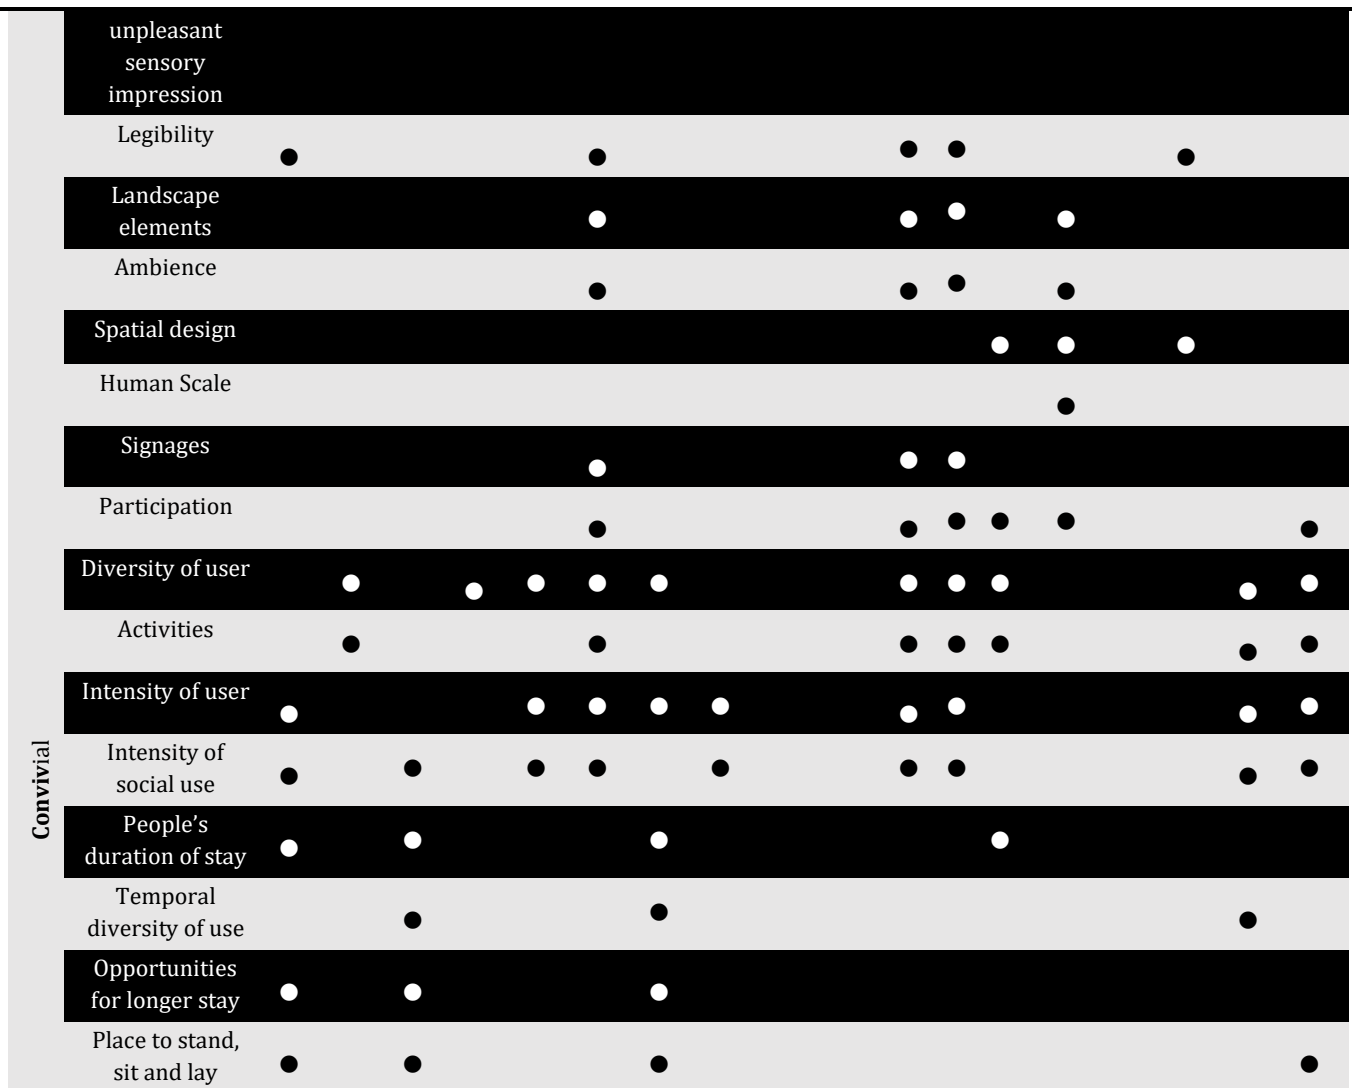 unpleasant
sensory
impression
Legibility
Landscape
elements
Ambience
Spatial design
Human Scale
Signages
Participation
Diversity of user
Activities
Intensity of user
Convivial
Intensity of
social use
People's
duration of stay
Temporal
diversity of use
Opportunities
for longer stay
Place to stand,
sit and lay